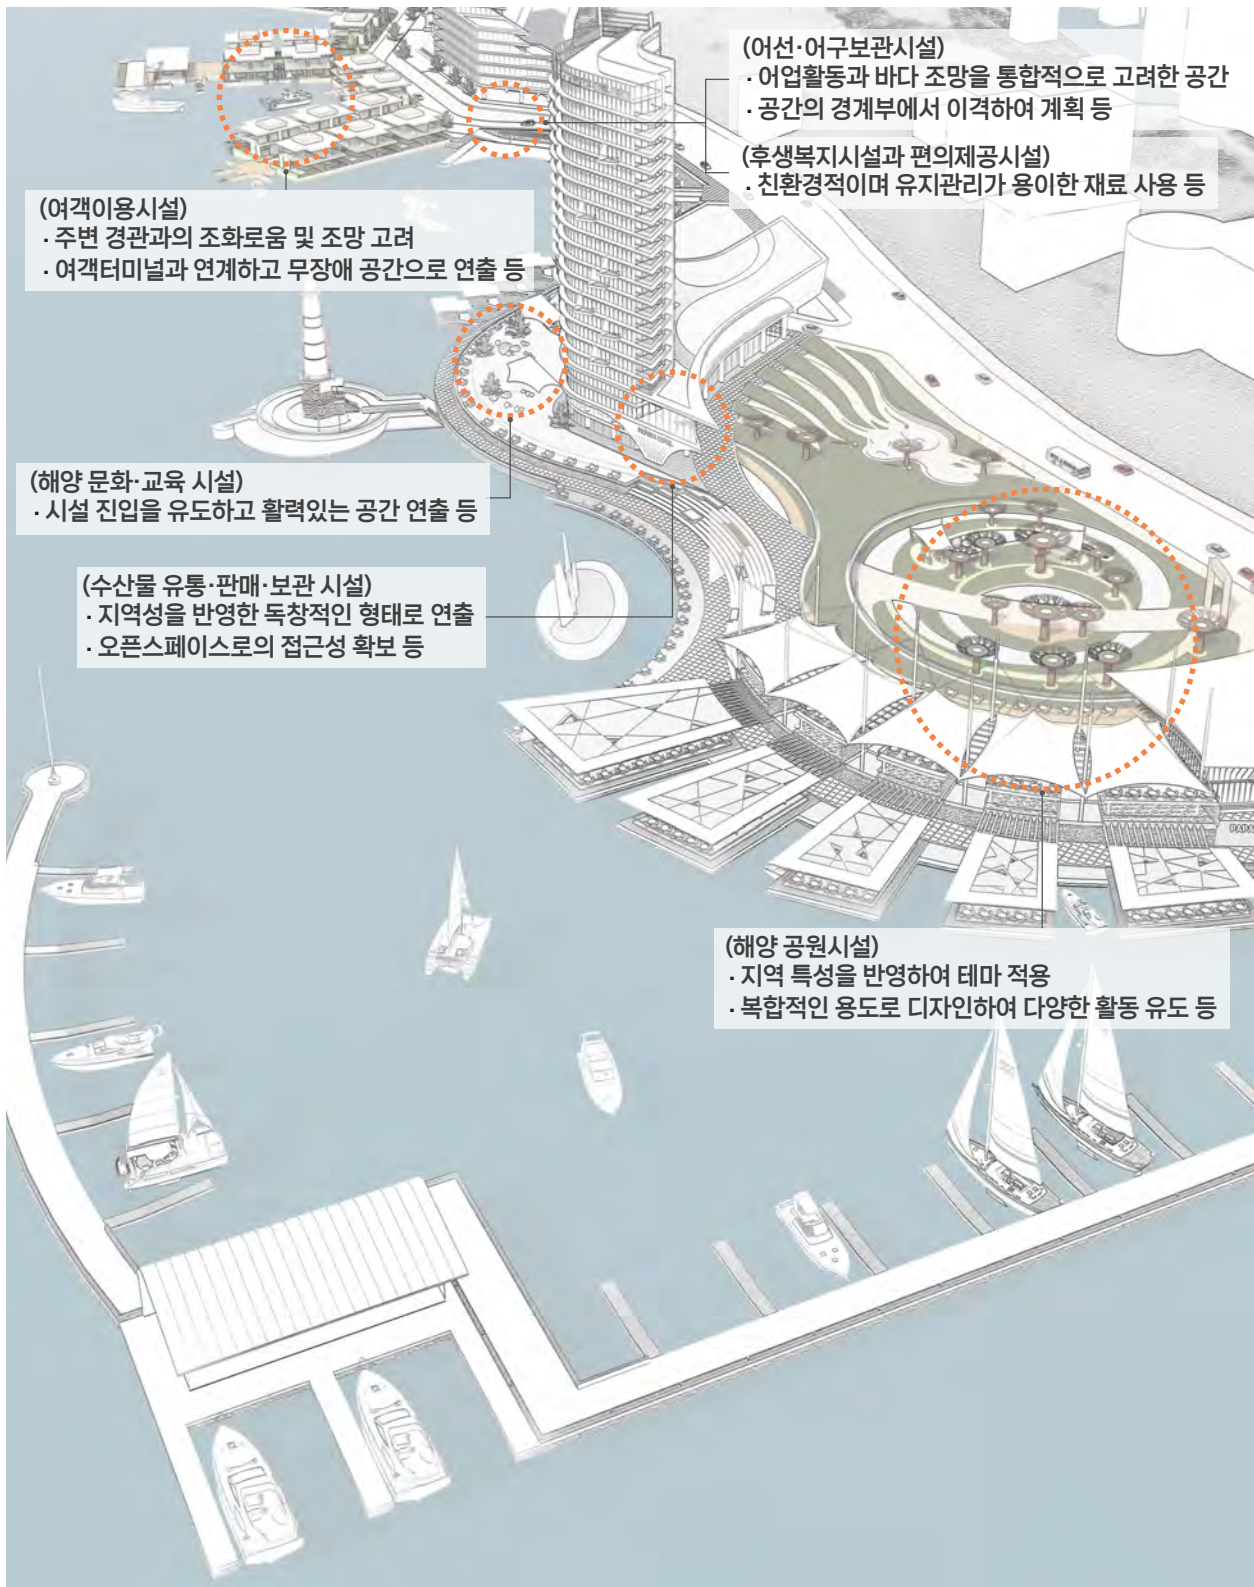 (어선·어구보관시설)
· 어업활동과 바다 조망을 통합적으로 고려한 공간
· 공간의 경계부에서 이격하여 계획 등
(후생복지시설과 편의제공시설)
· 친환경적이며 유지관리가 용이한 재료 사용 등
(여객이용시설)
· 주변 경관과의 조화로움 및 조망 고려
· 여객터미널과 연계하고 무장애 공간으로 연출 등
(해양 문화·교육 시설)
· 시설 진입을 유도하고 활력있는 공간 연출 등
(수산물 유통·판매·보관 시설)
· 지역성을 반영한 독창적인 형태로 연출
· 오픈스페이스로의 접근성 확보 등
(해양 공원시설)
· 지역 특성을 반영하여 테마 적용
· 복합적인 용도로 디자인하여 다양한 활동 유도 등